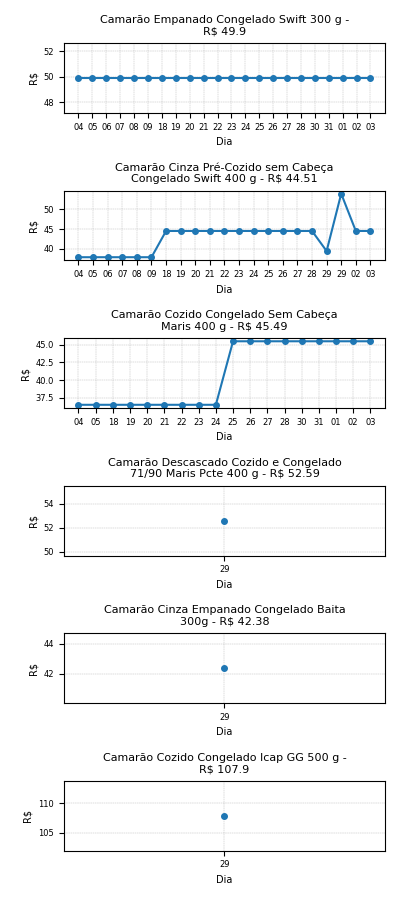 Camarão Empanado Congelado Swift 300 g -
R$ 49.9
52
50
48
R$
04 05 06 07 08 09 18 19 20 21 22 23 24 25 26 27 28 30 31 01 02 03
Dia
Camarão Cinza Pré-Cozido sem Cabeça
Congelado Swift 400 g - R$ 44.51
50
45
40
R$
04 05 06 07 08 09 18 19 20 21 22 23 24 25 26 27 28 29 29 02 03
Dia
Camarão Cozido Congelado Sem Cabeça
Maris 400 g - R$ 45.49
45.0
42.5
40.0
37.5
R$
04 05 18 19 20 21 22 23 24 25 26 27 28 30 31 01 02 03
Dia
Camarão Descascado Cozido e Congelado
71/90 Maris Pcte 400 g - R$ 52.59
54
52
50
R$
29
Dia
Camarão Cinza Empanado Congelado Baita
300g - R$ 42.38
44
42
R$
29
Dia
Camarão Cozido Congelado Icap GG 500 g -
R$ 107.9
110
105
R$
29
Dia